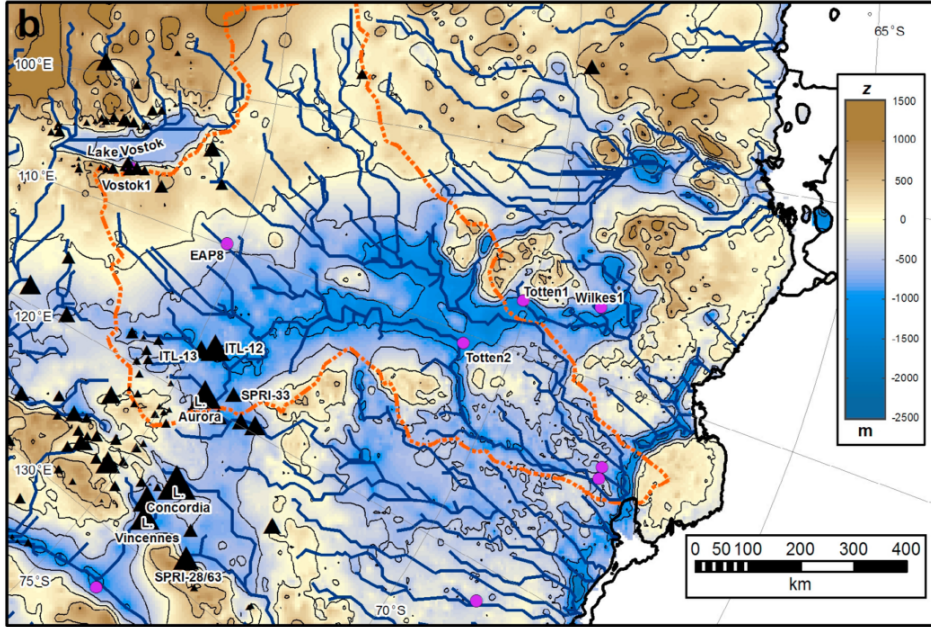 b
65°S
100°E
z
1500
1000
500
0
-500
-1000
-1500
-2000
-2500
m
Lake Vostok
Vostok1
110°E
EAP8
Totten1
Wilkes1
120°E
ITL-13
ITL-12
Totten2
SPRI-33
L.
Aurora
130°E
L.
Concordia
L.
Vincennes
SPRI-28/63
75°S
70°S
0 50 100 200 300 400
km